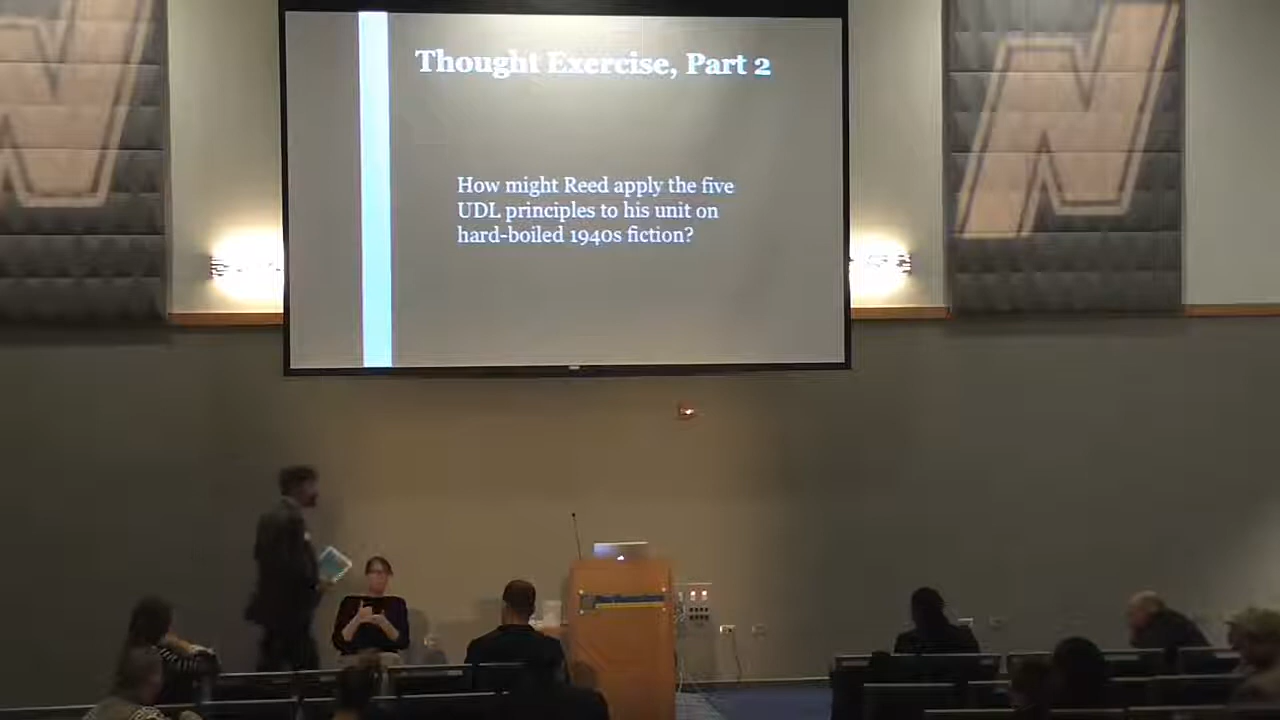 Thought Exercise, Part 2
How might Reed apply the five
UDL principles to his unit on
hard-boiled 1940s fiction?
N
N